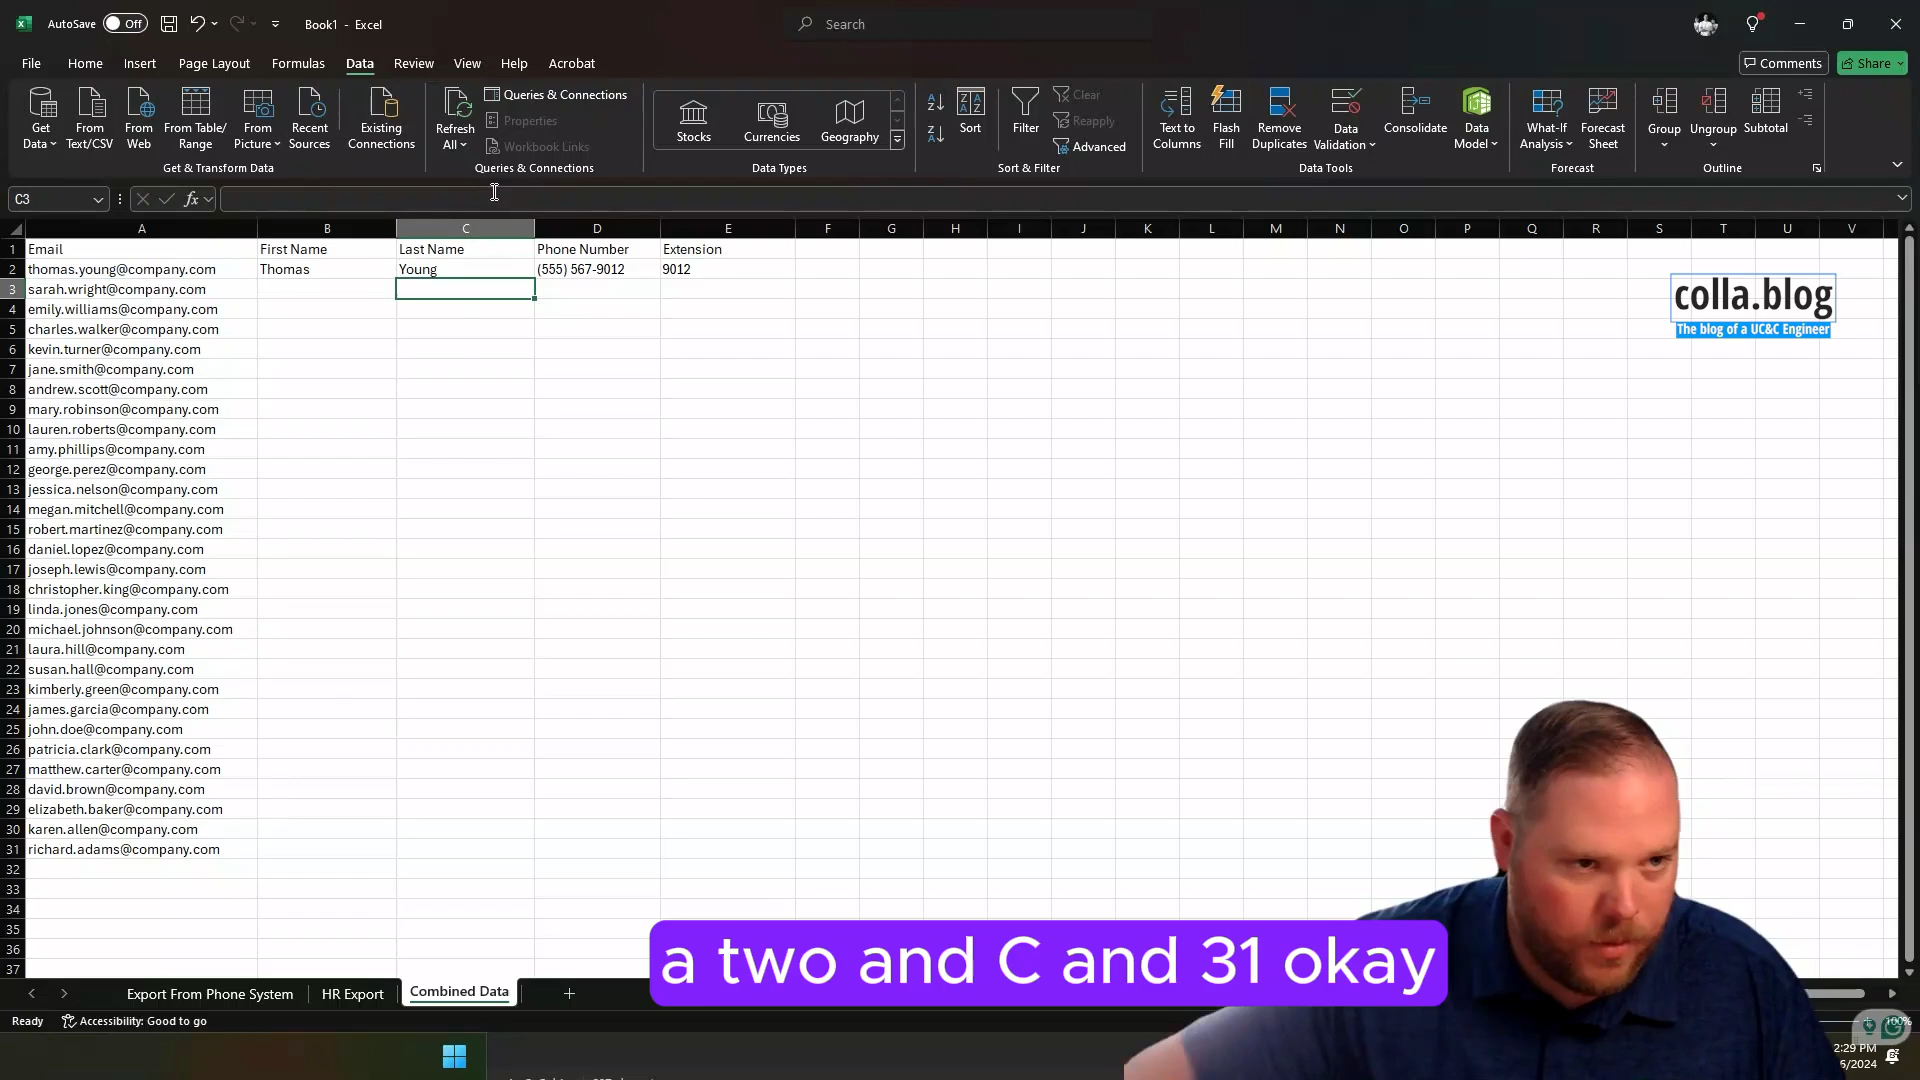 AutoSave Off Book1 - Excel Search
File Home Insert Page Layout Formulas Data Review View Help Acrobat Comments Share
Get Data From Text/CSV From Web From Table/Range From Picture Recent Sources Existing Connections
Get & Transform Data
Refresh All Queries & Connections Properties Workbook Links
Queries & Connections
Stocks Currencies Geography
Data Types
Sort Filter Clear Reapply Advanced
Sort & Filter
Text to Columns Flash Fill Remove Duplicates Data Validation Consolidate Data Model
Data Tools
What-If Analysis Forecast Sheet
Forecast
Group Ungroup Subtotal
Outline
C3 fx
A B C D E F G H I J K L M N O P Q R S T U V
1 Email First Name Last Name Phone Number Extension
2 thomas.young@company.com Thomas Young (555) 567-9012 9012
3 sarah.wright@company.com
4 emily.williams@company.com
5 charles.walker@company.com
6 kevin.turner@company.com
7 jane.smith@company.com
8 andrew.scott@company.com
9 mary.robinson@company.com
10 lauren.roberts@company.com
11 amy.phillips@company.com
12 george.perez@company.com
13 jessica.nelson@company.com
14 megan.mitchell@company.com
15 robert.martinez@company.com
16 daniel.lopez@company.com
17 joseph.lewis@company.com
18 christopher.king@company.com
19 linda.jones@company.com
20 michael.johnson@company.com
21 laura.hill@company.com
22 susan.hall@company.com
23 kimberly.green@company.com
24 james.garcia@company.com
25 john.doe@company.com
26 patricia.clark@company.com
27 matthew.carter@company.com
28 david.brown@company.com
29 elizabeth.baker@company.com
30 karen.allen@company.com
31 richard.adams@company.com
32
33
34
35
36
37
colla.blog
The blog of a UC&C Engineer
a two and C and 31 okay
Export From Phone System HR Export Combined Data
Ready Accessibility: Good to go 100%
2:29 PM
6/2024